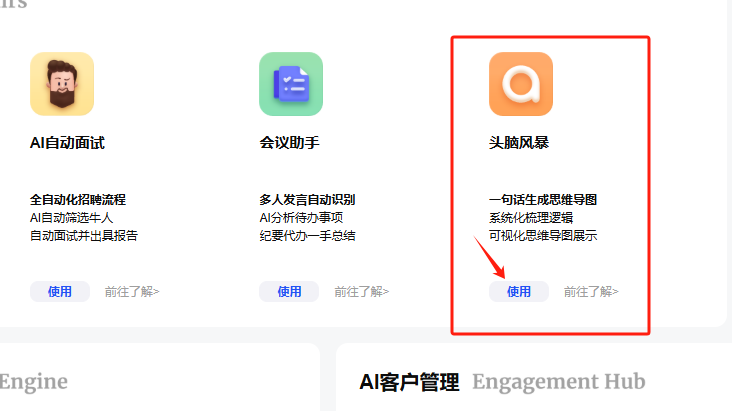 AI自动面试
全自动化招聘流程
AI自动筛选牛人
自动面试并出具报告
使用 前往了解>
会议助手
多人发言自动识别
AI分析待办事项
纪要代办一手总结
使用 前往了解>
头脑风暴
一句话生成思维导图
系统化梳理逻辑
可视化思维导图展示
使用 前往了解>
Engine
AI客户管理 Engagement Hub